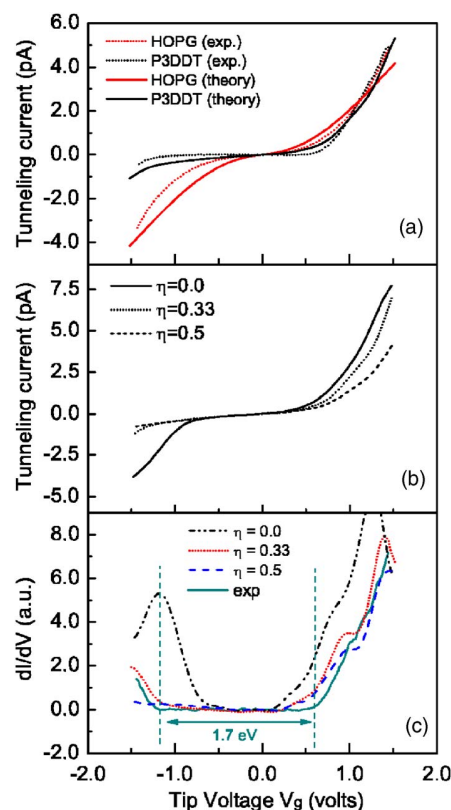 HOPG (exp.)
P3DDT (exp.)
HOPG (theory)
P3DDT (theory)
Tunneling current (pA)
6.0
4.0
2.0
0.0
-2.0
-4.0
(a)
η=0.0
η=0.33
η=0.5
Tunneling current (pA)
7.5
5.0
2.5
0.0
-2.5
-5.0
(b)
η = 0.0
η = 0.33
η = 0.5
exp
dI/dV (a.u.)
8.0
6.0
4.0
2.0
0.0
-2.0
1.7 eV
(c)
-2.0 -1.0 0.0 1.0 2.0
Tip Voltage Vg (volts)